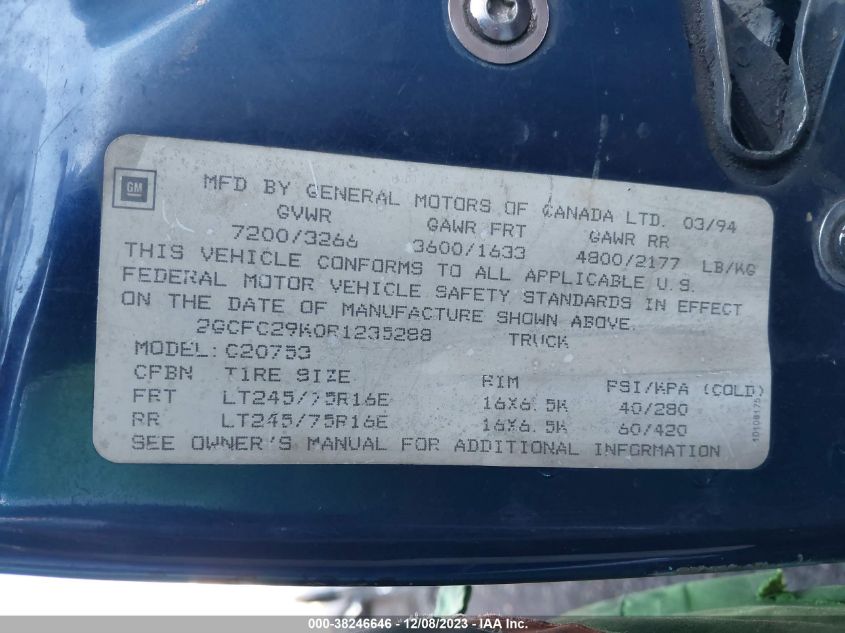 GM
MFD BY GENERAL MOTORS OF CANADA LTD. 03/94
GVWR GAWR FRT GAWR RR
7200/3266 3600/1633 4800/2177 LB/KG
THIS VEHICLE CONFORMS TO ALL APPLICABLE U.S.
FEDERAL MOTOR VEHICLE SAFETY STANDARDS IN EFFECT
ON THE DATE OF MANUFACTURE SHOWN ABOVE.
2GCFC29K0R1235288 TRUCK
MODEL: C20753
CFBN TIRE SIZE RIM PSI/KPA (COLD)
FRT LT245/75R16E 16X6.5K 40/280
RR LT245/75R16E 16X6.5K 60/420
SEE OWNER'S MANUAL FOR ADDITIONAL INFORMATION
000-38246646 - 12/08/2023 - IAA Inc.